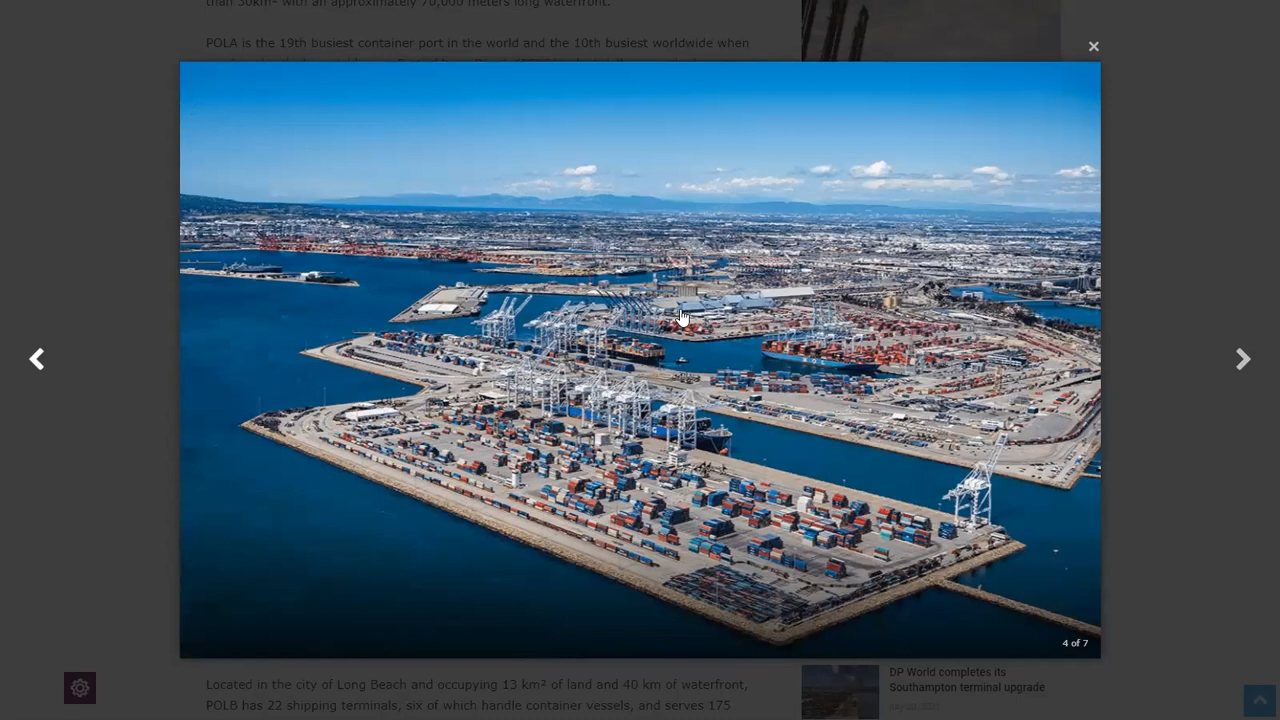 than 30km² with an approximately 70,000 meters long waterfront.
POLA is the 19th busiest container port in the world and the 10th busiest worldwide when
×
4 of 7
Located in the city of Long Beach and occupying 13 km² of land and 40 km of waterfront,
POLB has 22 shipping terminals, six of which handle container vessels, and serves 175
DP World completes its
Southampton terminal upgrade